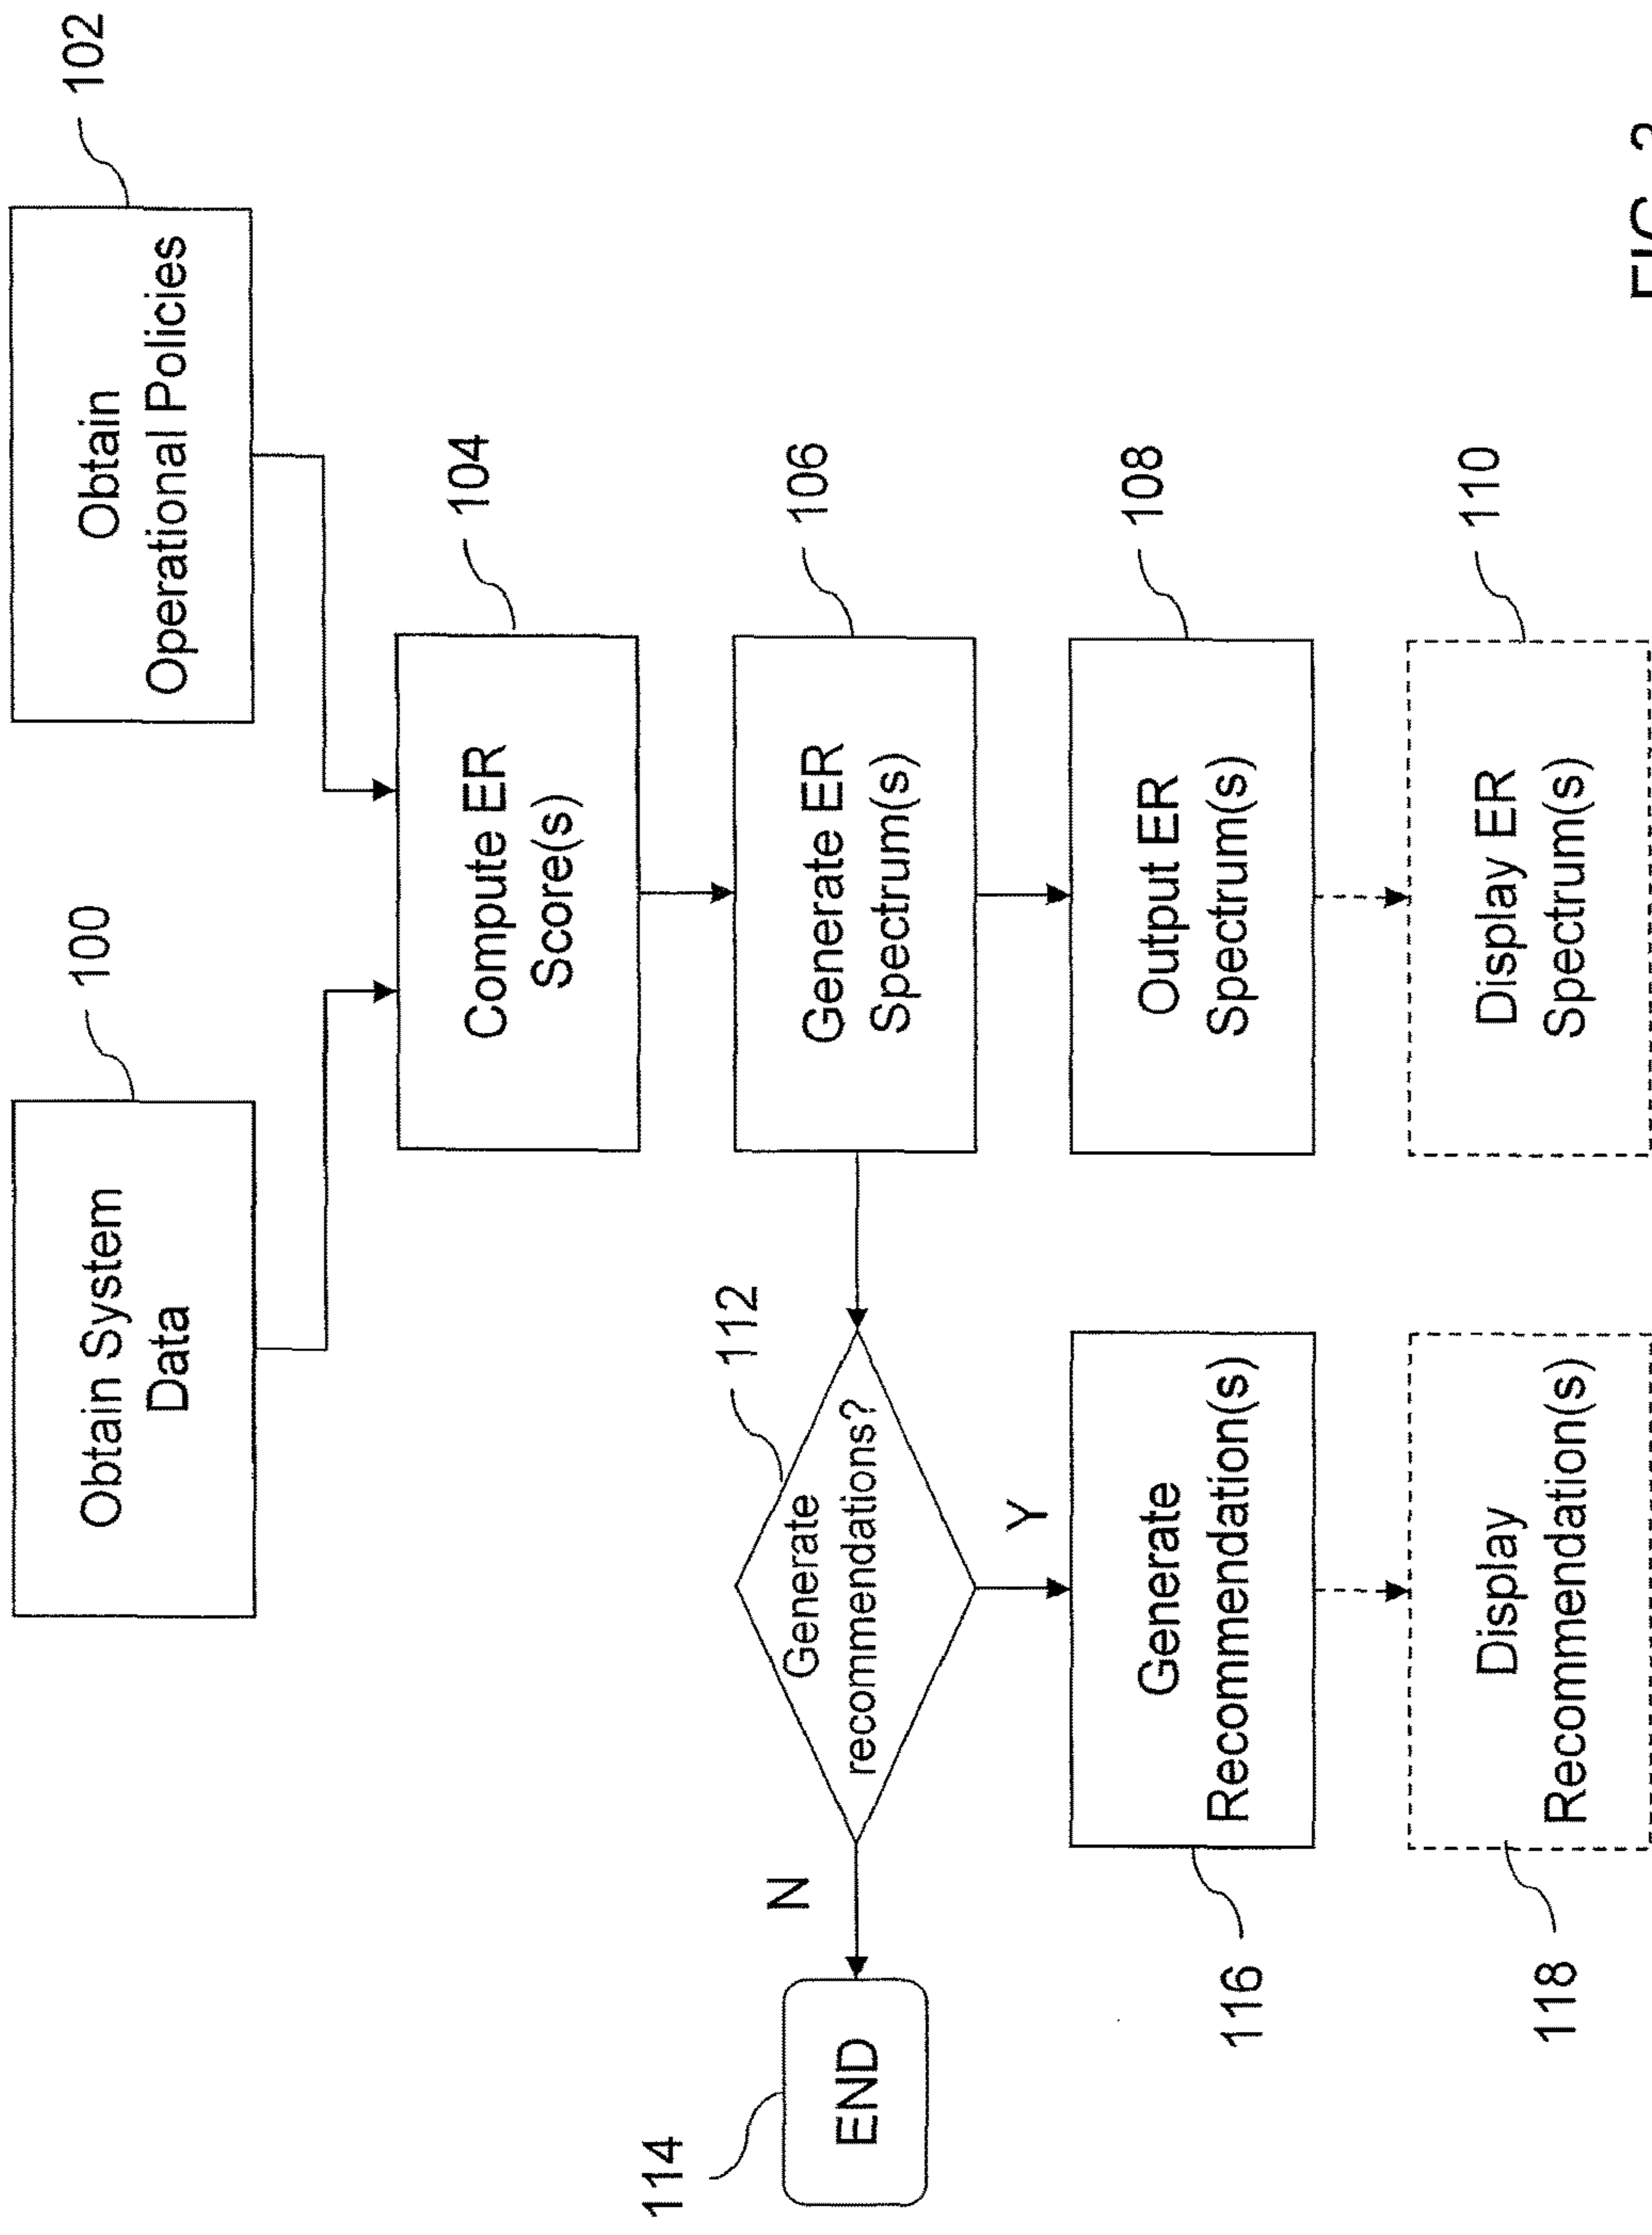 100
Obtain System
Data
102
Obtain
Operational Policies
104
Compute ER
Score(s)
106
Generate ER
Spectrum(s)
112
Generate
recommendations?
N
Y
114
END
108
Output ER
Spectrum(s)
116
Generate
Recommendation(s)
110
Display ER
Spectrum(s)
118
Display
Recommendation(s)